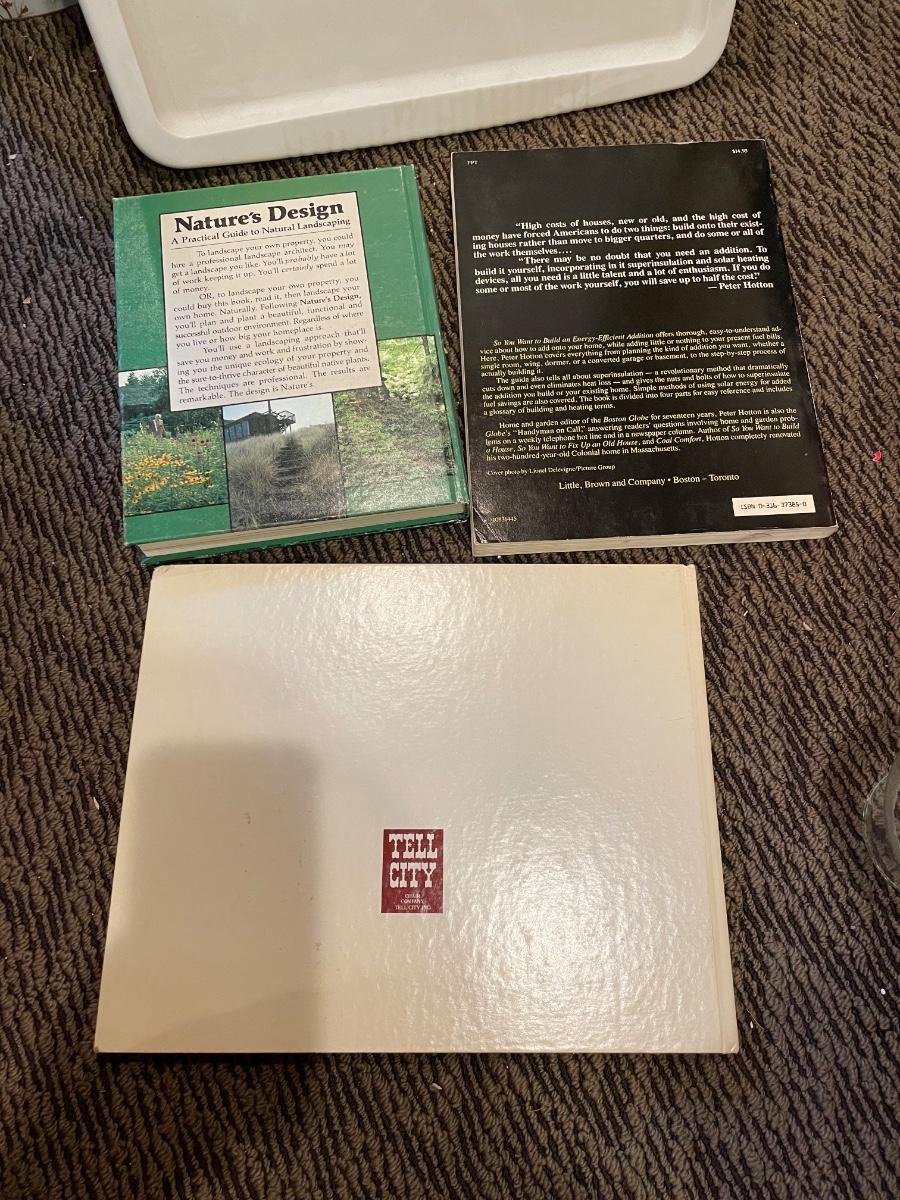 Nature's Design
A Practical Guide to Natural Landscaping
To landscape your own property, you could
hire a professional landscape architect. You may
get a landscape you like. You'll probably have a lot
of work keeping it up. You'll certainly spend a lot
of money.
OR, to landscape your own property, you
could buy this book, read it, then landscape your
own home. Naturally. Following Nature's Design,
you'll plan and plant a beautiful, functional and
successful outdoor environment. Regardless of where
you live or how big your homeplace is.
You'll use a landscaping approach that'll
save you money and work and frustration by show-
ing you the unique ecology of your property and
the sure-to-thrive character of beautiful native plants.
The techniques are professional. The results are
remarkable. The design is Nature's.
FPT
$14.95
"High costs of houses, new or old, and the high cost of
money have forced Americans to do two things: build onto their exist-
ing houses rather than move to bigger quarters, and do some or all of
the work themselves....
"There may be no doubt that you need an addition. To
build it yourself, incorporating in it superinsulation and solar heating
devices, all you need is a little talent and a lot of enthusiasm. If you do
some or most of the work yourself, you will save up to half the cost."
— Peter Hotton
So You Want to Build an Energy-Efficient Addition offers thorough, easy-to-understand ad-
vice about how to add onto your home, while adding little or nothing to your present fuel bills.
Here, Peter Hotton covers everything from planning the kind of addition you want, whether a
single room, wing, dormer, or a converted garage or basement, to the step-by-step process of
actually building it.
The guide also tells all about superinsulation — a revolutionary method that dramatically
cuts down and even eliminates heat loss — and gives the nuts and bolts of how to superinsulate
the addition you build or your existing home. Simple methods of using solar energy for added
fuel savings are also covered. The book is divided into four parts for easy reference and includes
a glossary of building and heating terms.
Home and garden editor of the Boston Globe for seventeen years, Peter Hotton is also the
Globe's "Handyman on Call," answering readers' questions involving home and garden prob-
lems on a weekly telephone hot line and in a newspaper column. Author of So You Want to Build
a House, So You Want to Fix Up an Old House, and Coal Comfort, Hotton completely renovated
his two-hundred-year-old Colonial home in Massachusetts.
Cover photo by Lionel Delevigne/Picture Group
Little, Brown and Company • Boston – Toronto
ISBN 0-316-37386-0
TELL
CITY
CHAIR
COMPANY
TELL CITY, IND.